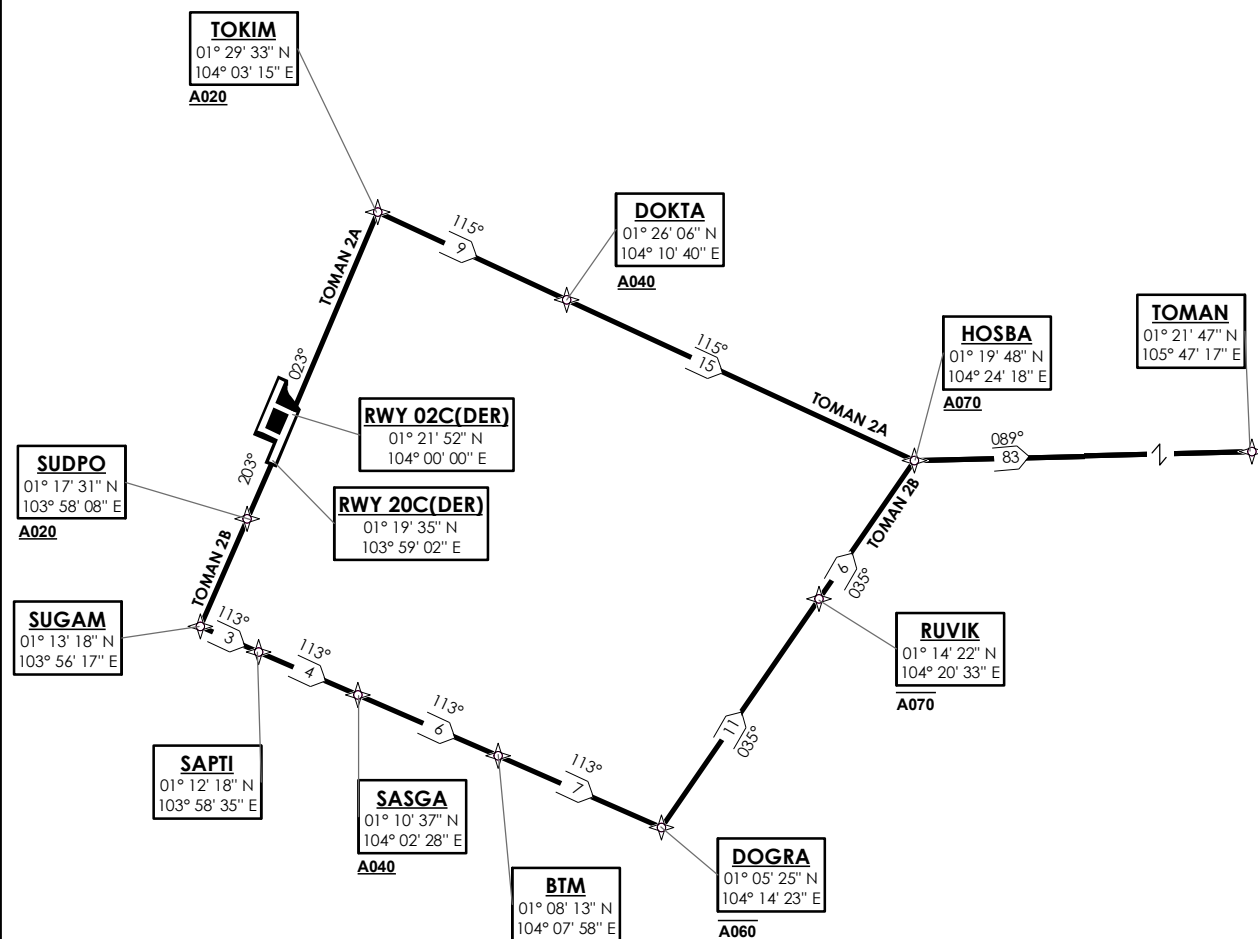 TOKIM
01° 29' 33" N
104° 03' 15" E
A020
115°
9
TOMAN 2A
DOKTA
01° 26' 06" N
104° 10' 40" E
A040
115°
15
TOMAN 2A
HOSBA
01° 19' 48" N
104° 24' 18" E
A070
TOMAN
01° 21' 47" N
105° 47' 17" E
089°
83
023°
RWY 02C(DER)
01° 21' 52" N
104° 00' 00" E
203°
RWY 20C(DER)
01° 19' 35" N
103° 59' 02" E
SUDPO
01° 17' 31" N
103° 58' 08" E
A020
TOMAN 2B
TOMAN 2B
6
035°
SUGAM
01° 13' 18" N
103° 56' 17" E
113°
3
113°
4
113°
6
113°
7
11
035°
RUVIK
01° 14' 22" N
104° 20' 33" E
A070
SAPTI
01° 12' 18" N
103° 58' 35" E
SASGA
01° 10' 37" N
104° 02' 28" E
A040
BTM
01° 08' 13" N
104° 07' 58" E
DOGRA
01° 05' 25" N
104° 14' 23" E
A060